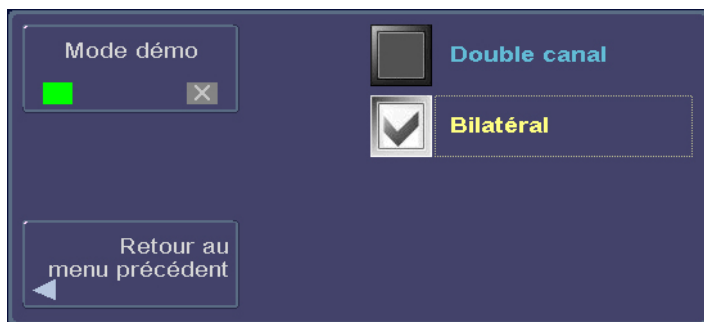 Mode démo
Double canal
Bilatéral
Retour au
menu précédent